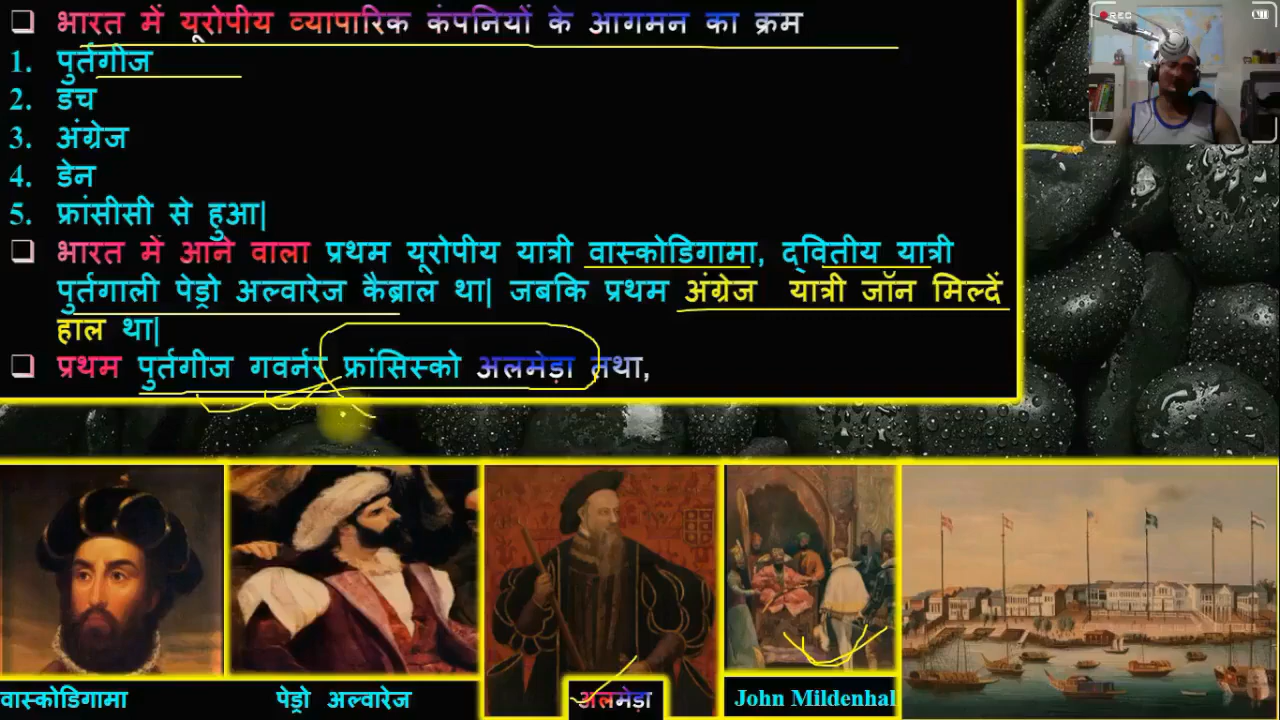 ❑ भारत में यूरोपीय व्यापारिक कंपनियों के आगमन का क्रम
1. पुर्तगीज
2. डच
3. अंग्रेज
4. डेन
5. फ्रांसीसी से हुआ|
❑ भारत में आने वाला प्रथम यूरोपीय यात्री वास्कोडिगामा, द्वितीय यात्री
पुर्तगाली पेड्रो अल्वारेज कैब्राल था| जबकि प्रथम अंग्रेज यात्री जॉन मिल्दें
हाल था|
❑ प्रथम पुर्तगीज गवर्नर फ्रांसिस्को अलमेड़ा तथा,
REC
वास्कोडिगामा
पेड्रो अल्वारेज
अलमेड़ा
John Mildenhal